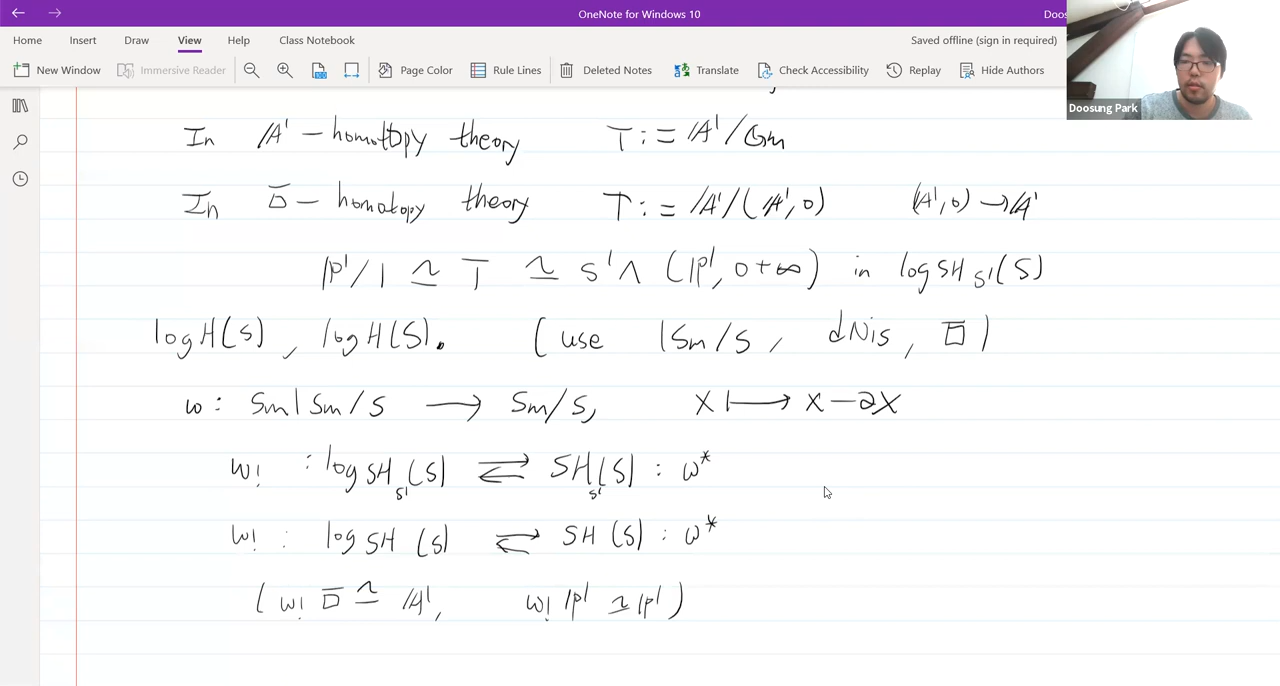 OneNote for Windows 10
Doos
Home Insert Draw View Help Class Notebook Saved offline (sign in required)
New Window Immersive Reader Page Color Rule Lines Deleted Notes Translate Check Accessibility Replay Hide Authors
Doosung Park
In A¹ - homotopy theory T := A¹/Gm
In □̅ - homotopy theory T := A¹/(A¹,0) (A¹,0) → A¹
P¹/1 ≃ T ≃ S¹ ∧ (P¹, 0+∞) in logSH_S¹(S)
logH(S), logH(S). (use lSm/S, dNis, □̅)
ω : SmlSm/S → Sm/S, X ↦ X − ∂X
ω! : logSH_S¹(S) ⇄ SH_S¹(S) : ω*
ω! : logSH(S) ⇄ SH(S) : ω*
(ω! □̅ ≃ A¹, ω! P¹ ≃ P¹)